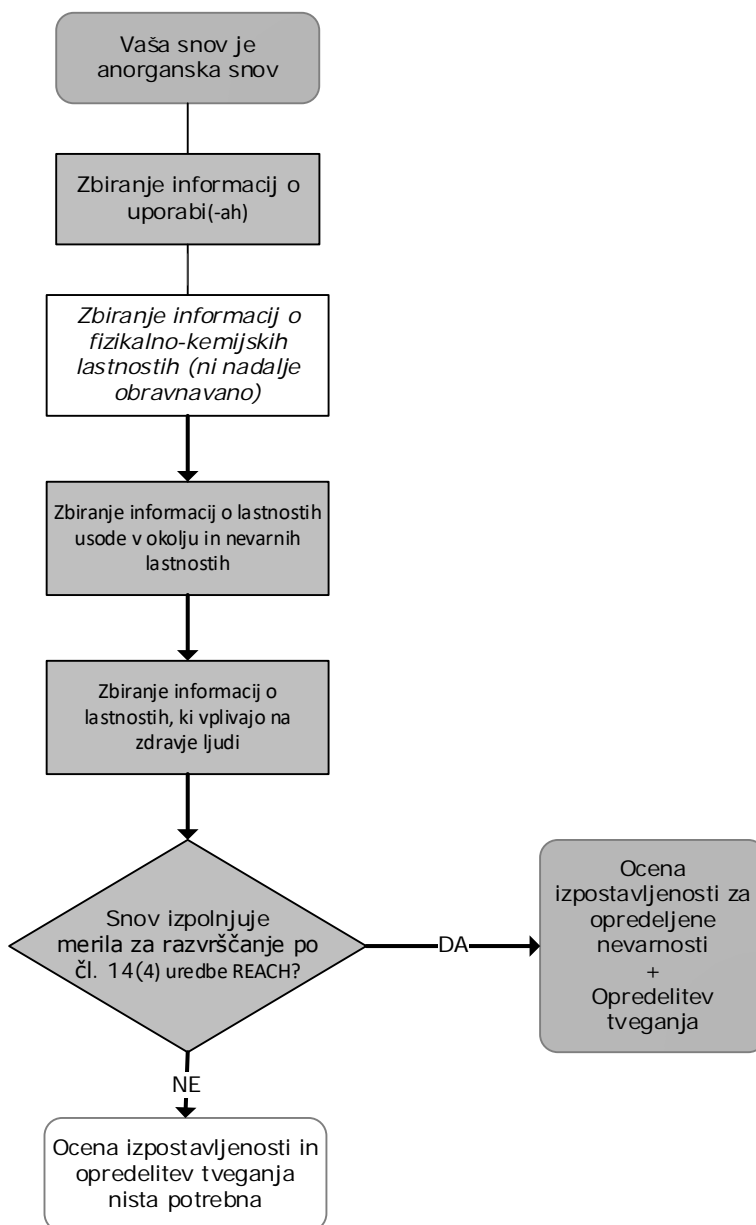 Vaša snov je
anorganska snov
Zbiranje informacij o
uporabi(-ah)
Zbiranje informacij o
fizikalno-kemijskih
lastnostih (ni nadalje
obravnavano)
Zbiranje informacij o lastnostih
usode v okolju in nevarnih
lastnostih
Zbiranje informacij o
lastnostih, ki vplivajo na
zdravje ljudi
Snov izpolnjuje
merila za razvrščanje po
čl. 14(4) uredbe REACH?
DA
Ocena
izpostavljenosti za
opredeljene
nevarnosti
+
Opredelitev
tveganja
NE
Ocena izpostavljenosti in
opredelitev tveganja
nista potrebna